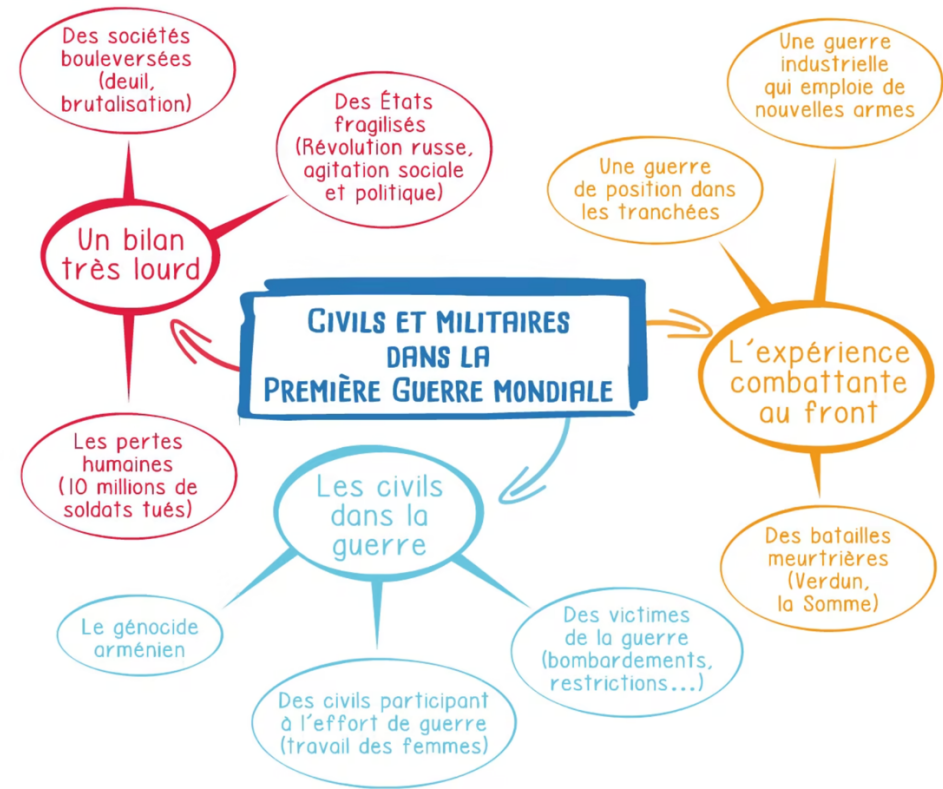 Des sociétés
bouleversées
(deuil,
brutalisation)
Des États
fragilisés
(Révolution russe,
agitation sociale
et politique)
Un bilan
très lourd
Les pertes
humaines
(10 millions de
soldats tués)
CIVILS ET MILITAIRES
DANS LA
PREMIÈRE GUERRE MONDIALE
Une guerre
industrielle
qui emploie de
nouvelles armes
Une guerre
de position dans
les tranchées
L'expérience
combattante
au front
Des batailles
meurtrières
(Verdun,
la Somme)
Les civils
dans la
guerre
Le génocide
arménien
Des civils participant
à l'effort de guerre
(travail des femmes)
Des victimes
de la guerre
(bombardements,
restrictions...)